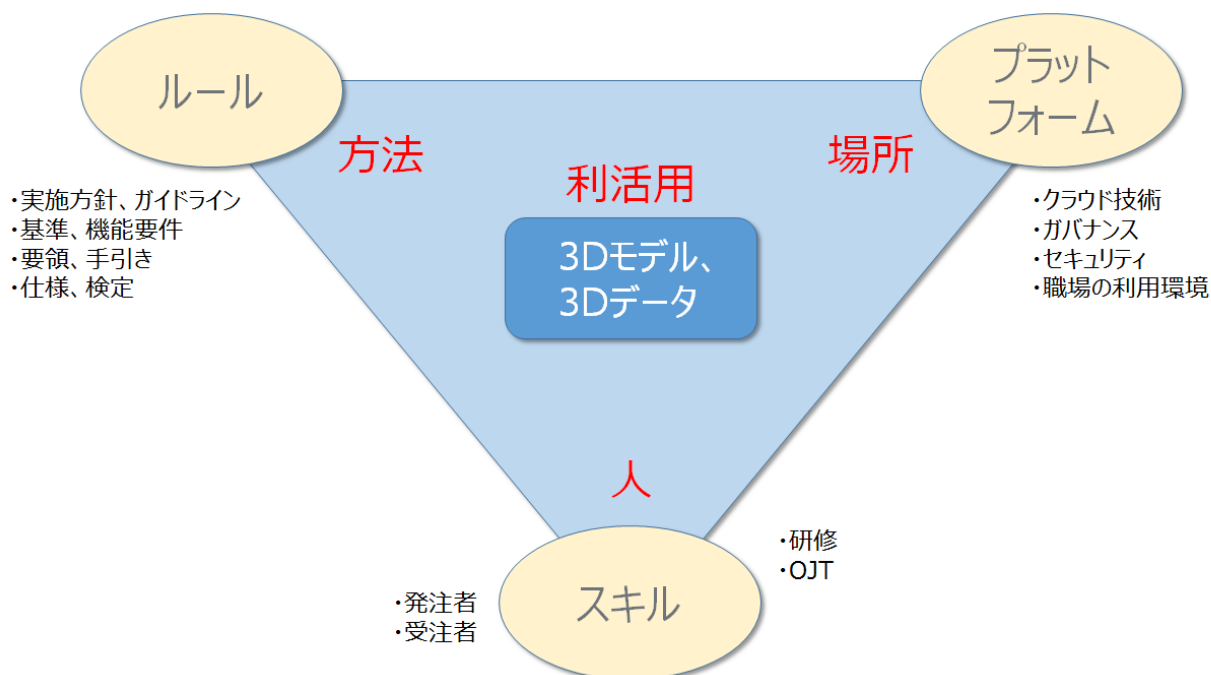 ルール
プラット
フォーム
方法
場所
利活用
・実施方針、ガイドライン
・基準、機能要件
・要領、手引き
・仕様、検定
3Dモデル、
3Dデータ
・クラウド技術
・ガバナンス
・セキュリティ
・職場の利用環境
人
スキル
・発注者
・受注者
・研修
・OJT